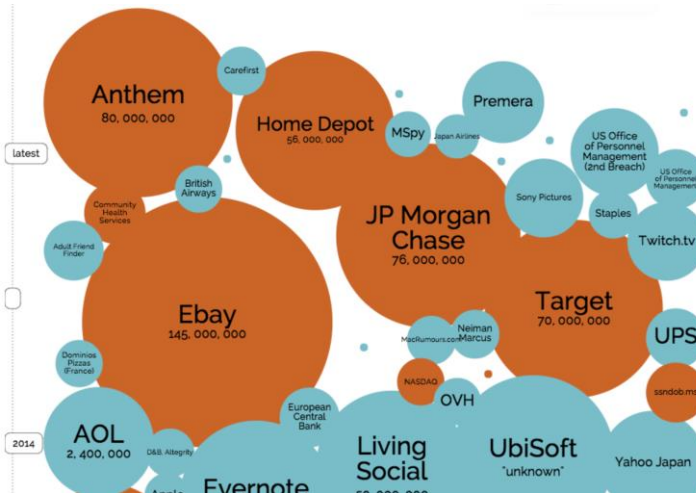 Anthem
80, 000, 000
Carefirst
Home Depot
56, 000, 000
MSpy
Japan Airlines
Premera
US Office
of Personnel
Management
(2nd Breach)
US Office
of Personnel
Management
latest
Community
Health
Services
British
Airways
JP Morgan
Chase
76, 000, 000
Sony Pictures
Staples
Twitch.tv
Adult Friend
Finder
Ebay
145, 000, 000
Target
70, 000, 000
MacRumours.com
Neiman
Marcus
UPS
Dominios
Pizzas
(France)
NASDAQ
OVH
ssndob.ms
European
Central
Bank
2014
AOL
2, 400, 000
D&B, Altegrity
Living
Social
50, 000, 000
UbiSoft
"unknown"
Yahoo Japan
Evernote
Apple